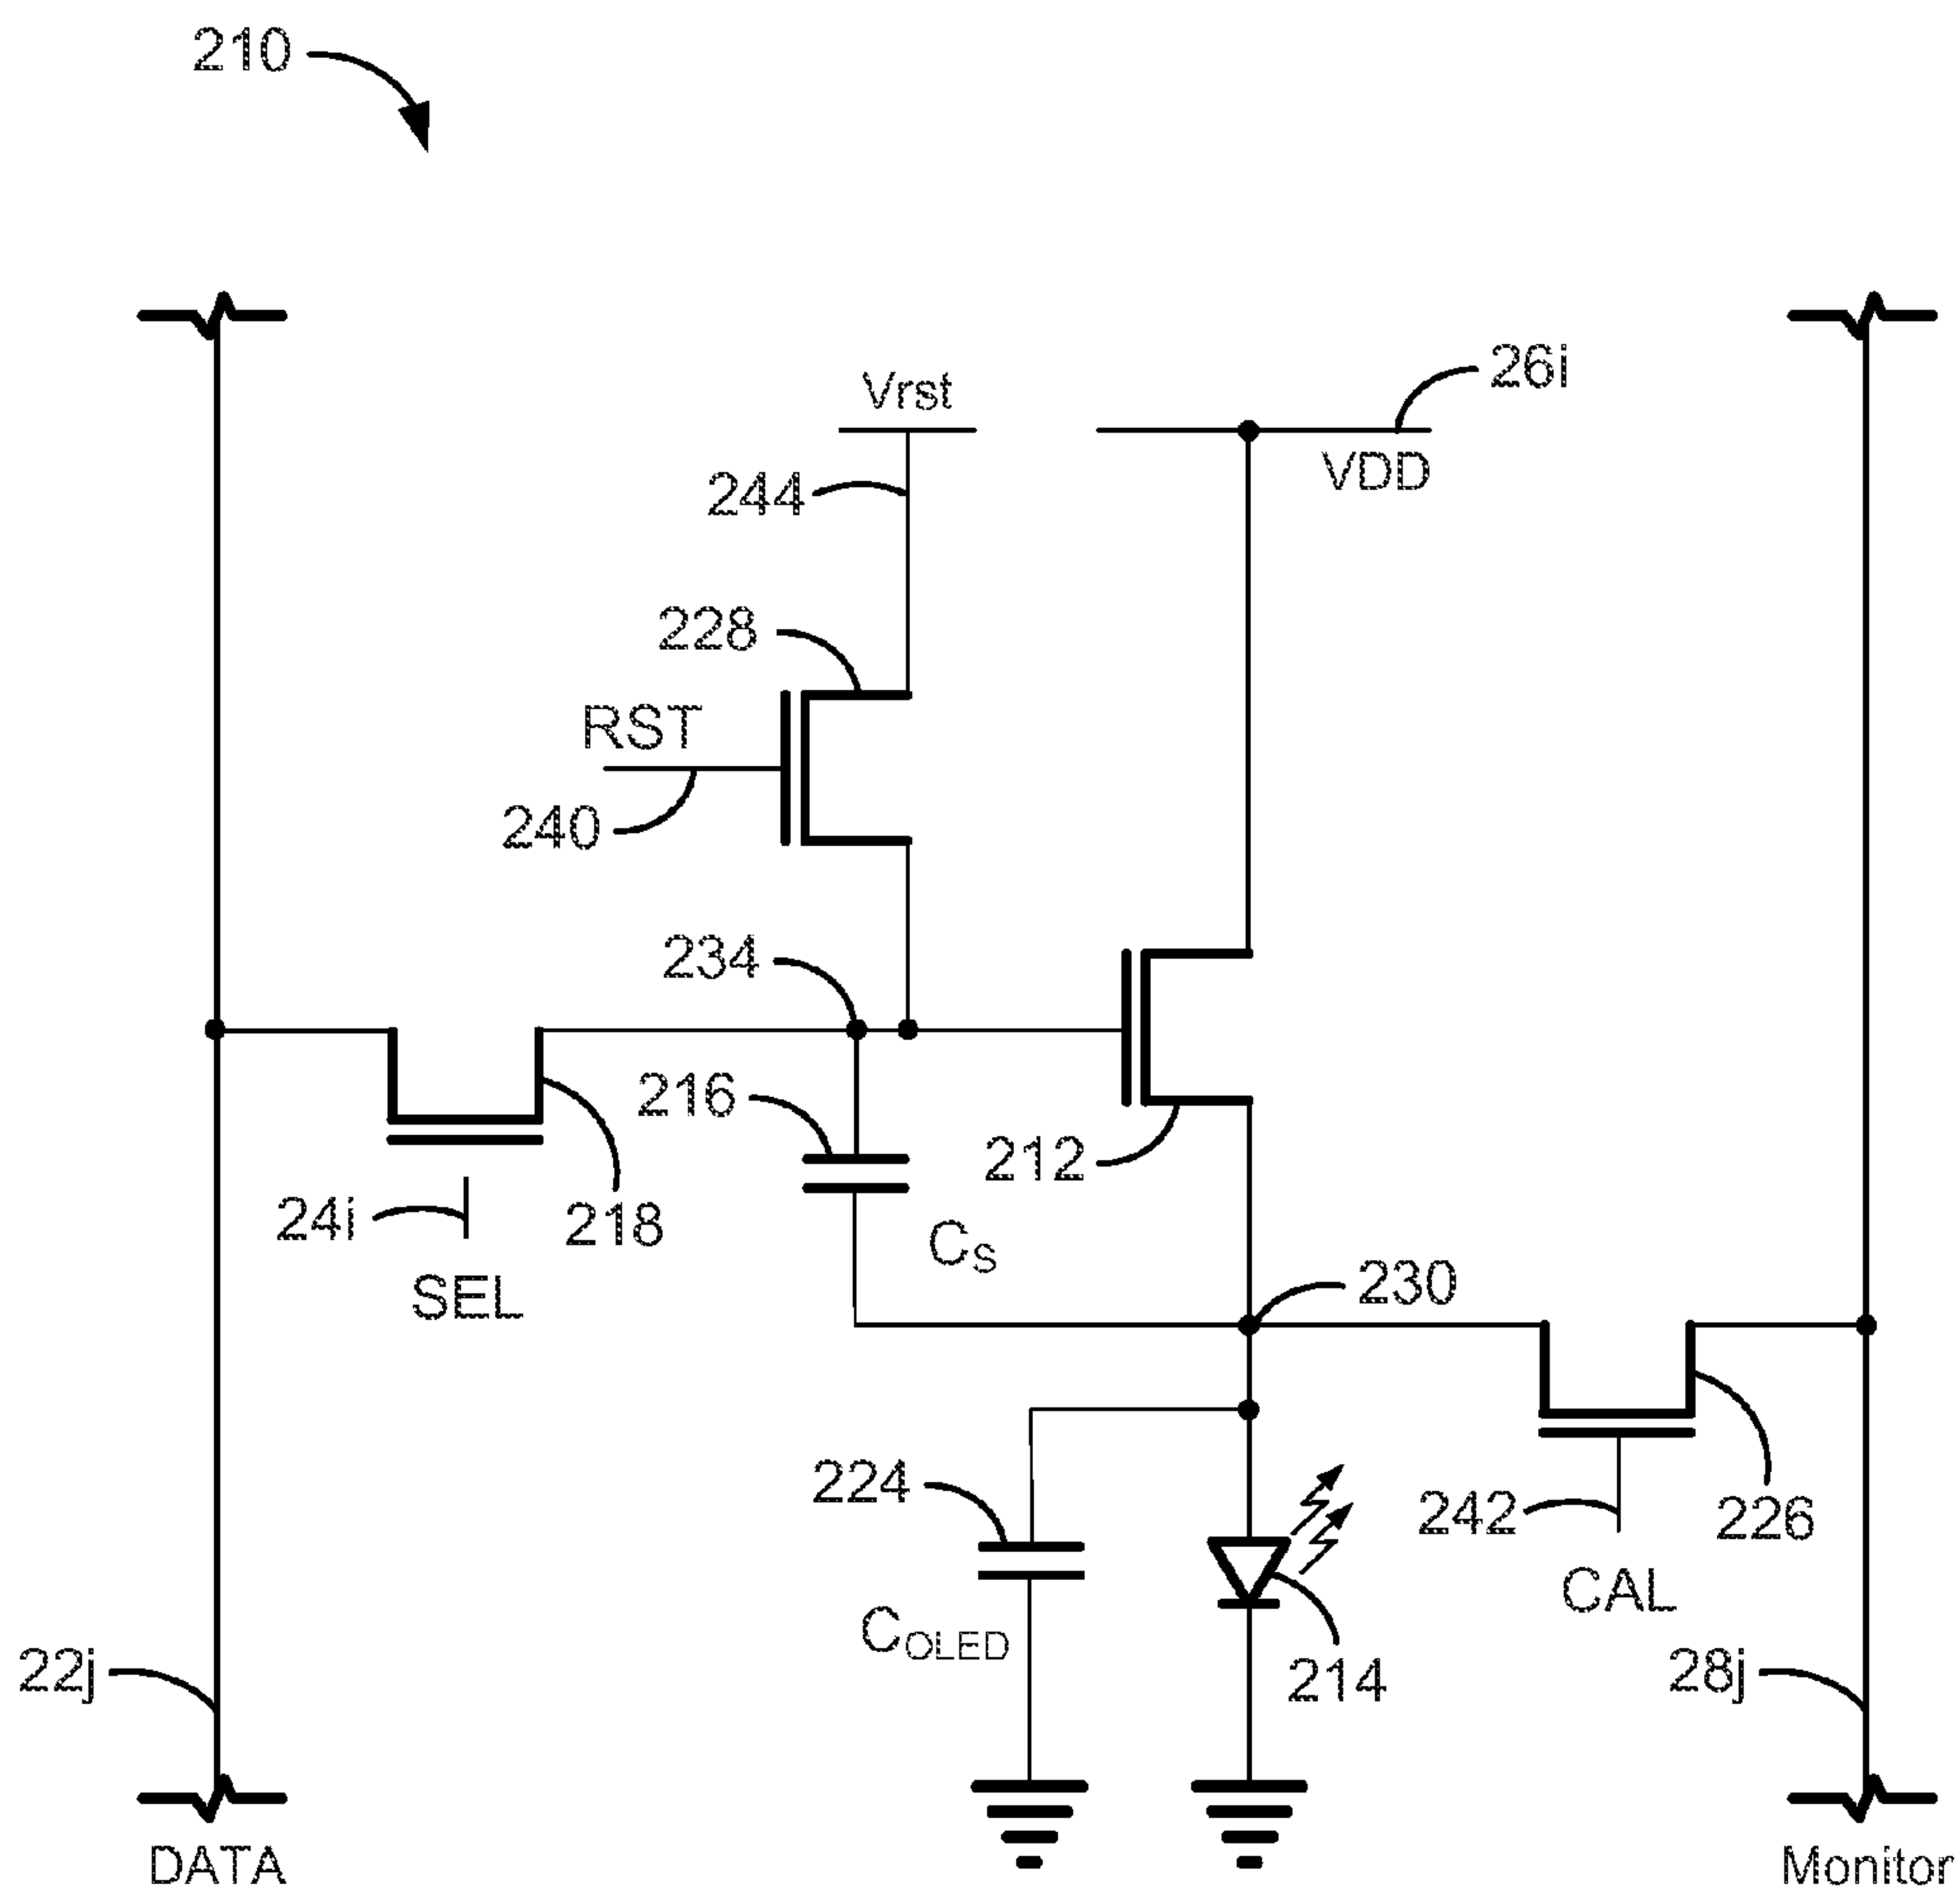 210
26i
Vrst
VDD
244
228
RST
240
234
216
212
24i
218
CS
SEL
230
224
242
226
CAL
COLED
22j
214
28j
DATA
Monitor